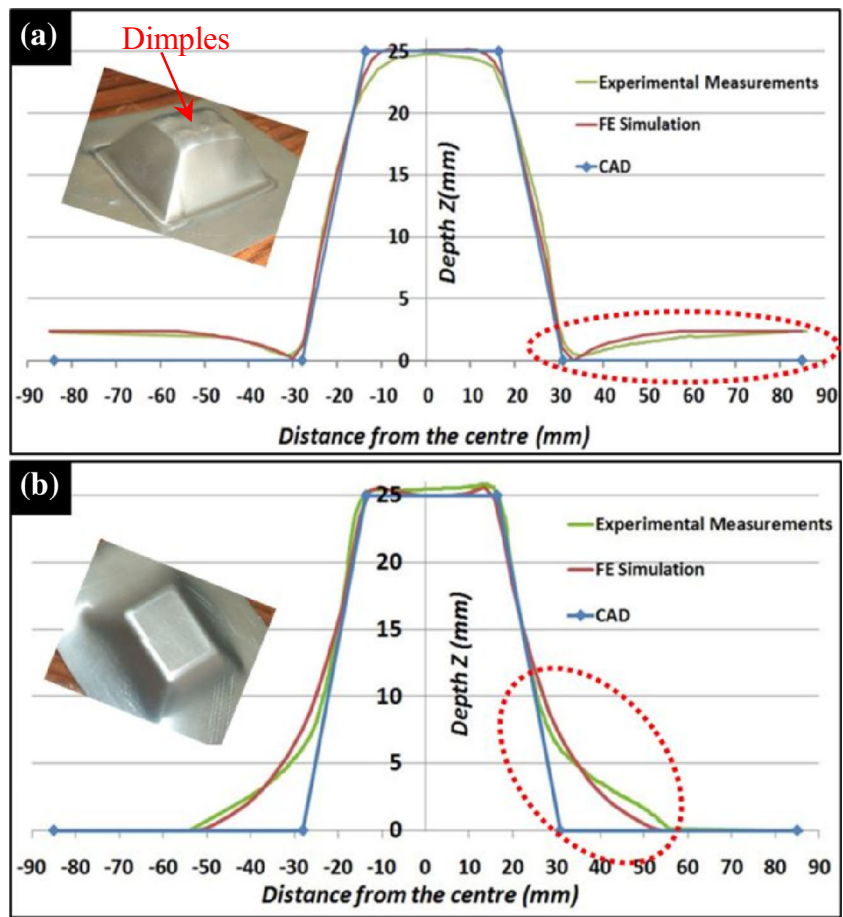 (a)
Dimples
25
Experimental Measurements
20
FE Simulation
CAD
15
Depth Z(mm)
10
5
0
-90 -80 -70 -60 -50 -40 -30 -20 -10 0 10 20 30 40 50 60 70 80 90
Distance from the centre (mm)
(b)
25
Experimental Measurements
20
FE Simulation
CAD
15
Depth Z (mm)
10
5
0
-90 -80 -70 -60 -50 -40 -30 -20 -10 0 10 20 30 40 50 60 70 80 90
Distance from the centre (mm)